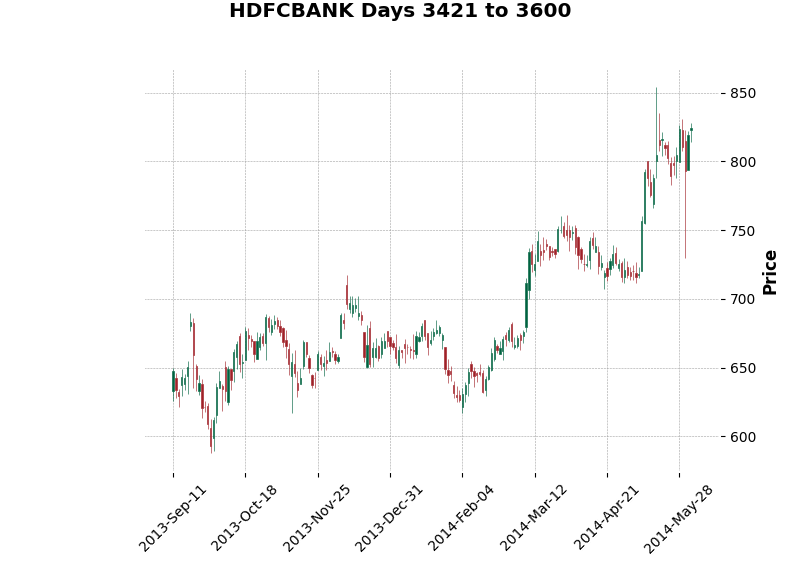 HDFCBANK Days 3421 to 3600
850
800
750
700
650
600
Price
2013-Sep-11
2013-Oct-18
2013-Nov-25
2013-Dec-31
2014-Feb-04
2014-Mar-12
2014-Apr-21
2014-May-28